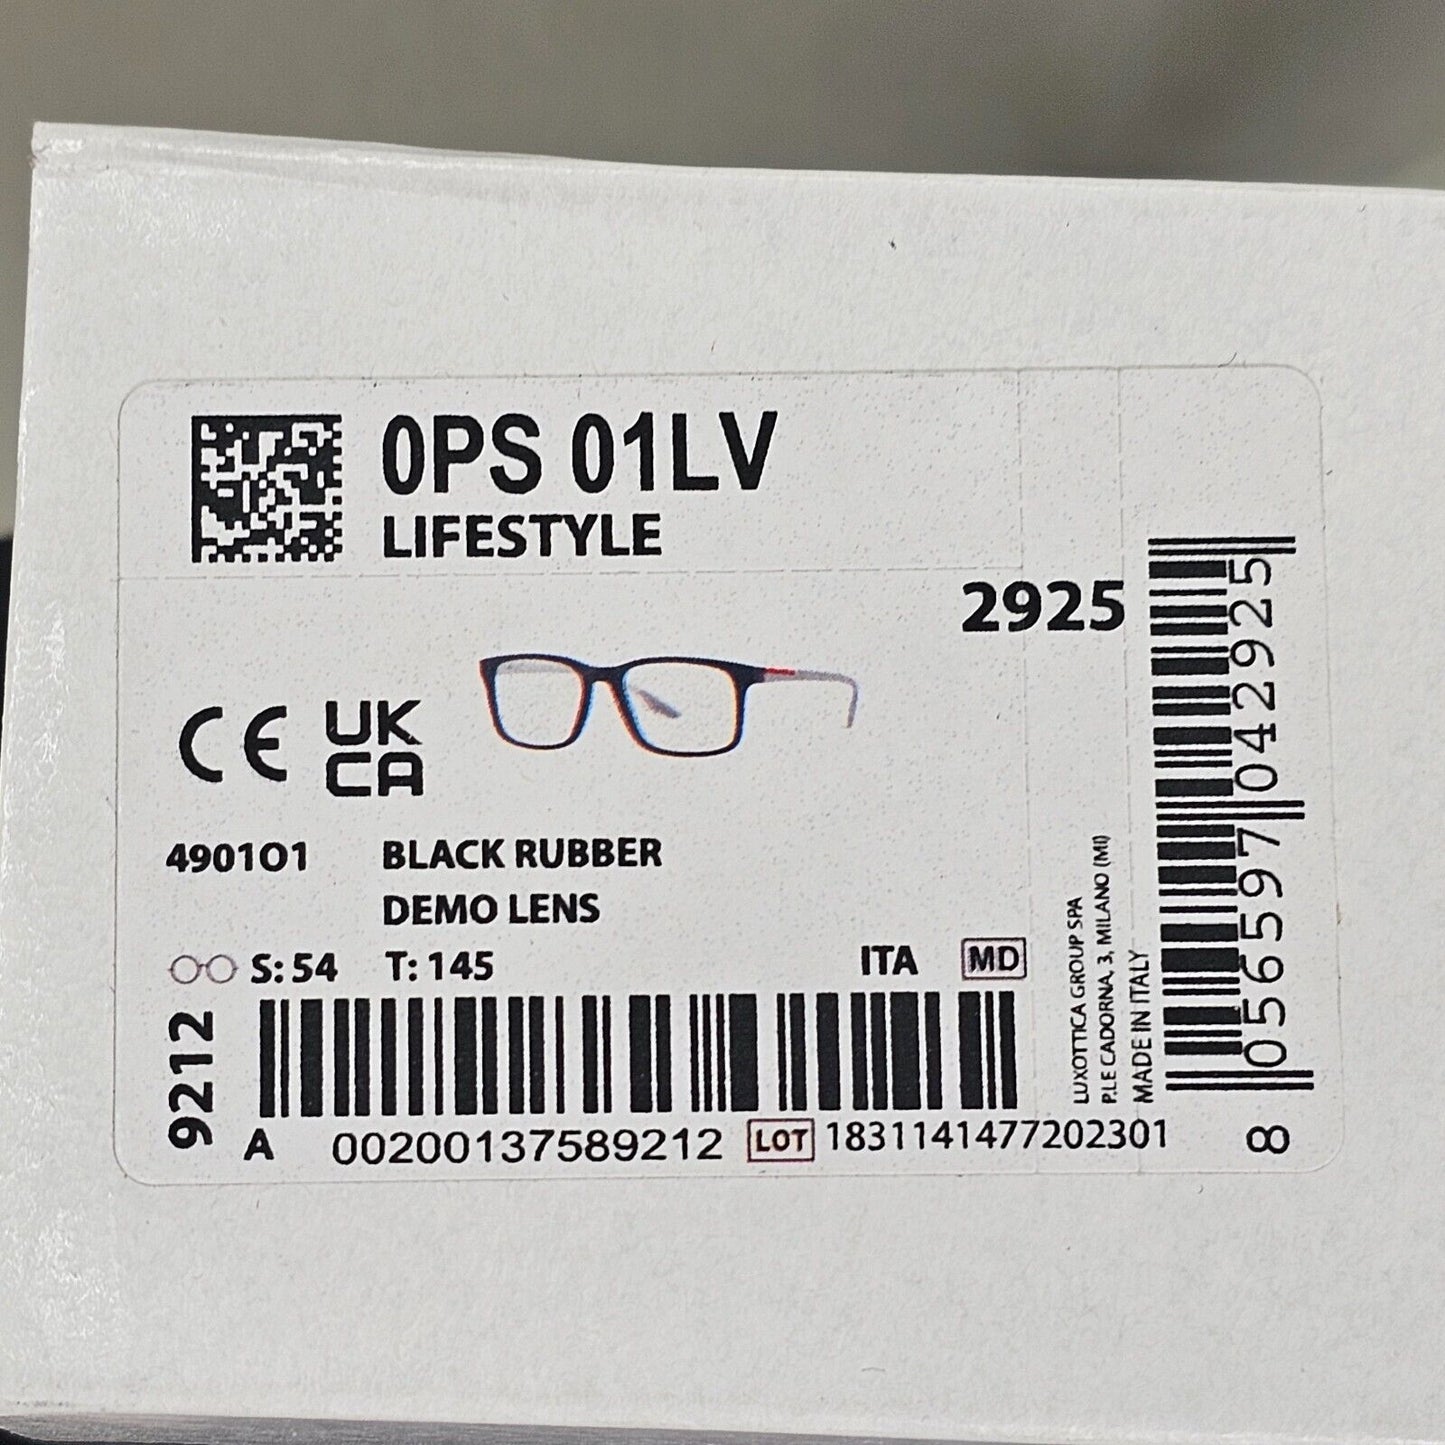 0PS 01LV
LIFESTYLE
2925
CE
UK
CA
4901O1 BLACK RUBBER
DEMO LENS
S: 54 T: 145 ITA MD
9212
A 00200137589212 LOT 1831141477202301
LUXOTTICA GROUP SPA
P.LE CADORNA, 3, MILANO (MI)
MADE IN ITALY
8 056597 042925